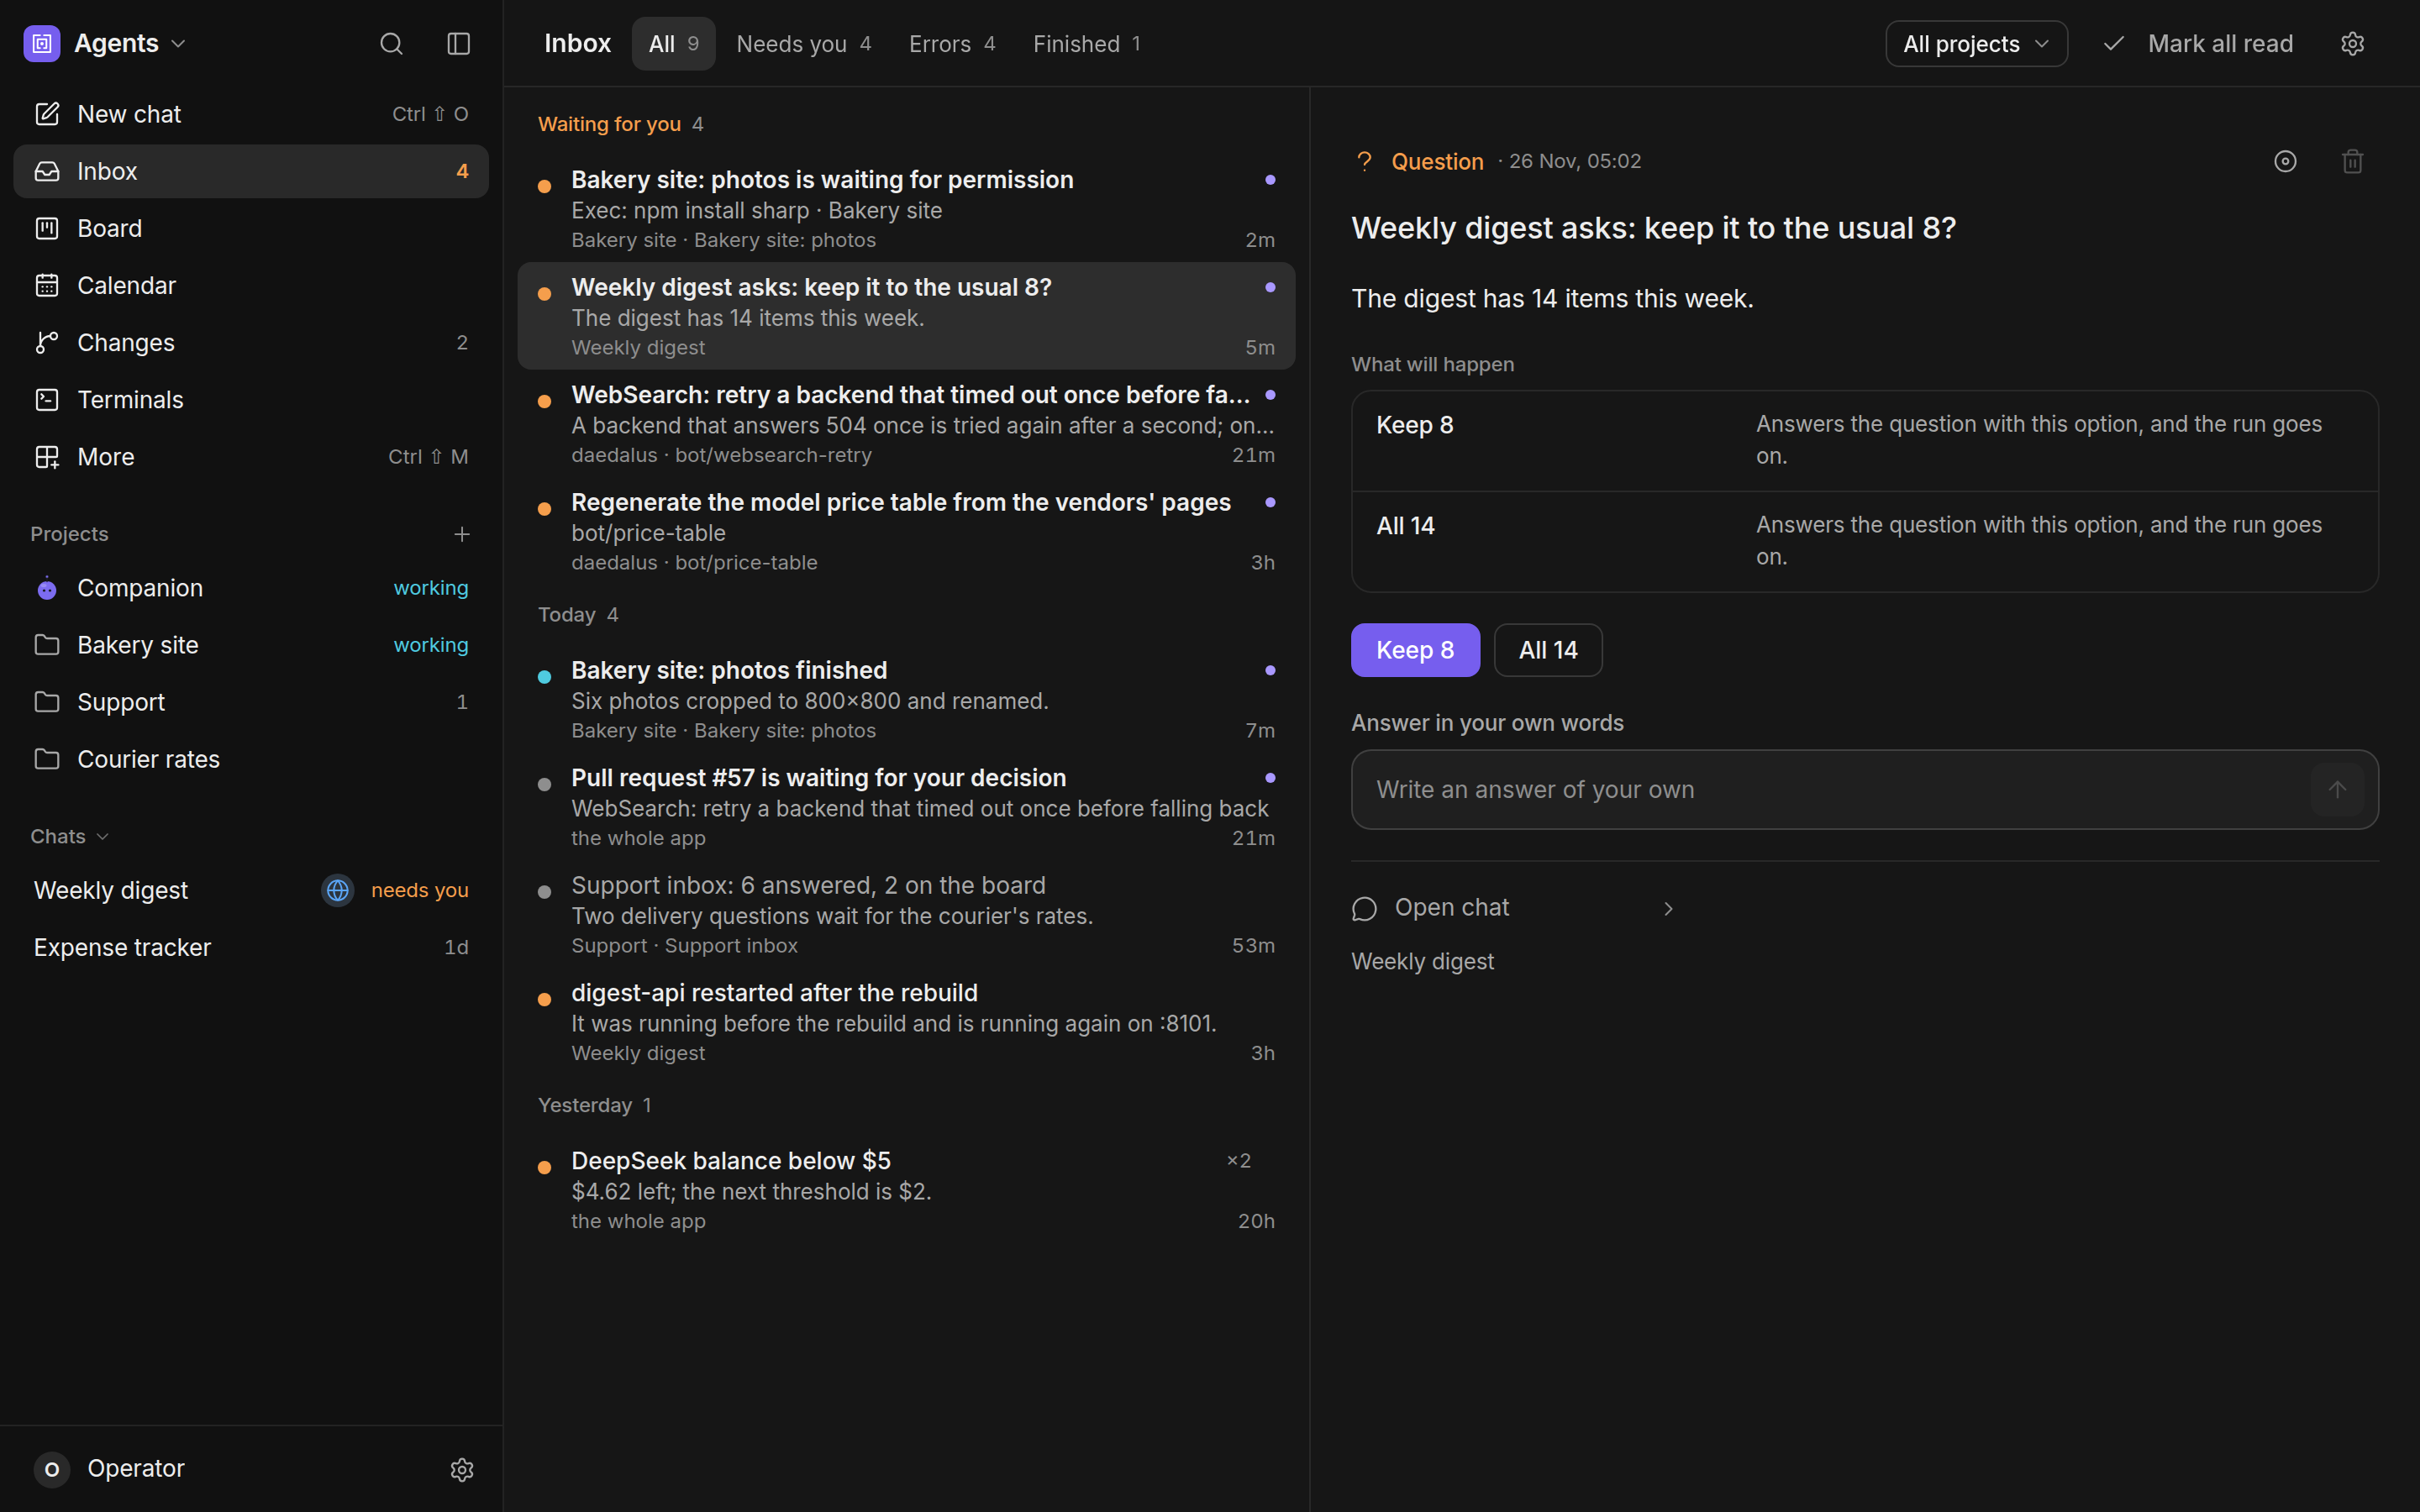 Agents
New chat Ctrl ⇧ O
Inbox 4
Board
Calendar
Changes 2
Terminals
More Ctrl ⇧ M
Projects
Companion working
Bakery site working
Support 1
Courier rates
Chats
Weekly digest needs you
Expense tracker 1d
O Operator
Inbox All 9 Needs you 4 Errors 4 Finished 1
All projects Mark all read
Waiting for you 4
Bakery site: photos is waiting for permission
Exec: npm install sharp · Bakery site
Bakery site · Bakery site: photos 2m
Weekly digest asks: keep it to the usual 8?
The digest has 14 items this week.
Weekly digest 5m
WebSearch: retry a backend that timed out once before fa...
A backend that answers 504 once is tried again after a second; on...
daedalus · bot/websearch-retry 21m
Regenerate the model price table from the vendors' pages
bot/price-table
daedalus · bot/price-table 3h
Today 4
Bakery site: photos finished
Six photos cropped to 800×800 and renamed.
Bakery site · Bakery site: photos 7m
Pull request #57 is waiting for your decision
WebSearch: retry a backend that timed out once before falling back
the whole app 21m
Support inbox: 6 answered, 2 on the board
Two delivery questions wait for the courier's rates.
Support · Support inbox 53m
digest-api restarted after the rebuild
It was running before the rebuild and is running again on :8101.
Weekly digest 3h
Yesterday 1
DeepSeek balance below $5 ×2
$4.62 left; the next threshold is $2.
the whole app 20h
? Question · 26 Nov, 05:02
Weekly digest asks: keep it to the usual 8?
The digest has 14 items this week.
What will happen
Keep 8 Answers the question with this option, and the run goes
on.
All 14 Answers the question with this option, and the run goes
on.
Keep 8 All 14
Answer in your own words
Write an answer of your own
Open chat
Weekly digest